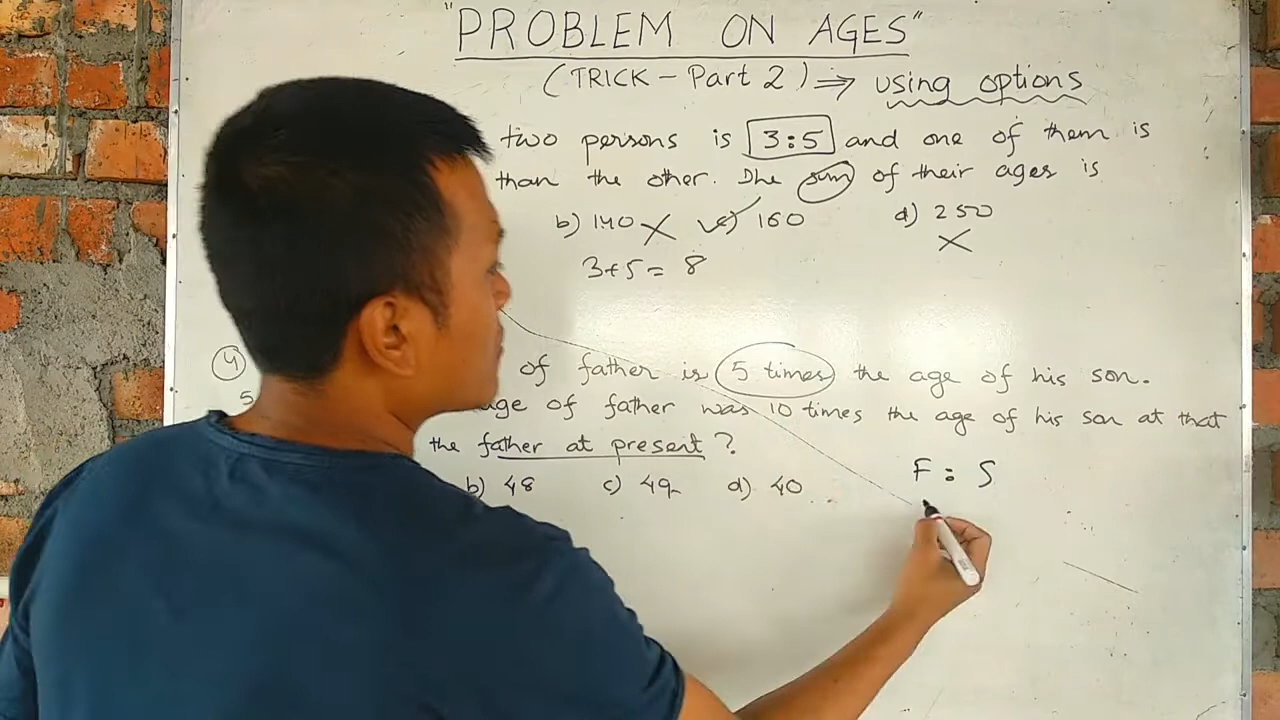 "PROBLEM ON AGES"
(TRICK - Part 2) ⇒ using options
two persons is 3:5 and one of them is
than the other. The sum of their ages is
b) 140 c) 160 d) 250
3+5= 8
4 of father is 5 times the age of his son.
5 age of father was 10 times the age of his son at that
the father at present ?
b) 48 c) 49 d) 40
F : S